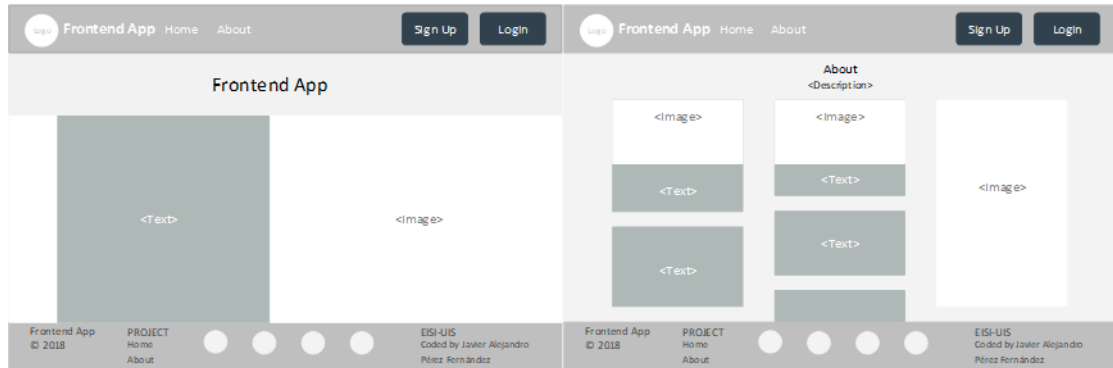 Logo Frontend App Home About Sign Up Login
Frontend App
<Text>
<Image>
Frontend App
© 2018
PROJECT
Home
About
EISI-UIS
Coded by Javier Alejandro
Pérez Fernández
Logo Frontend App Home About Sign Up Login
About
<Description>
<Image>
<Text>
<Text>
<Image>
<Text>
<Text>
<Image>
Frontend App
© 2018
PROJECT
Home
About
EISI-UIS
Coded by Javier Alejandro
Pérez Fernández